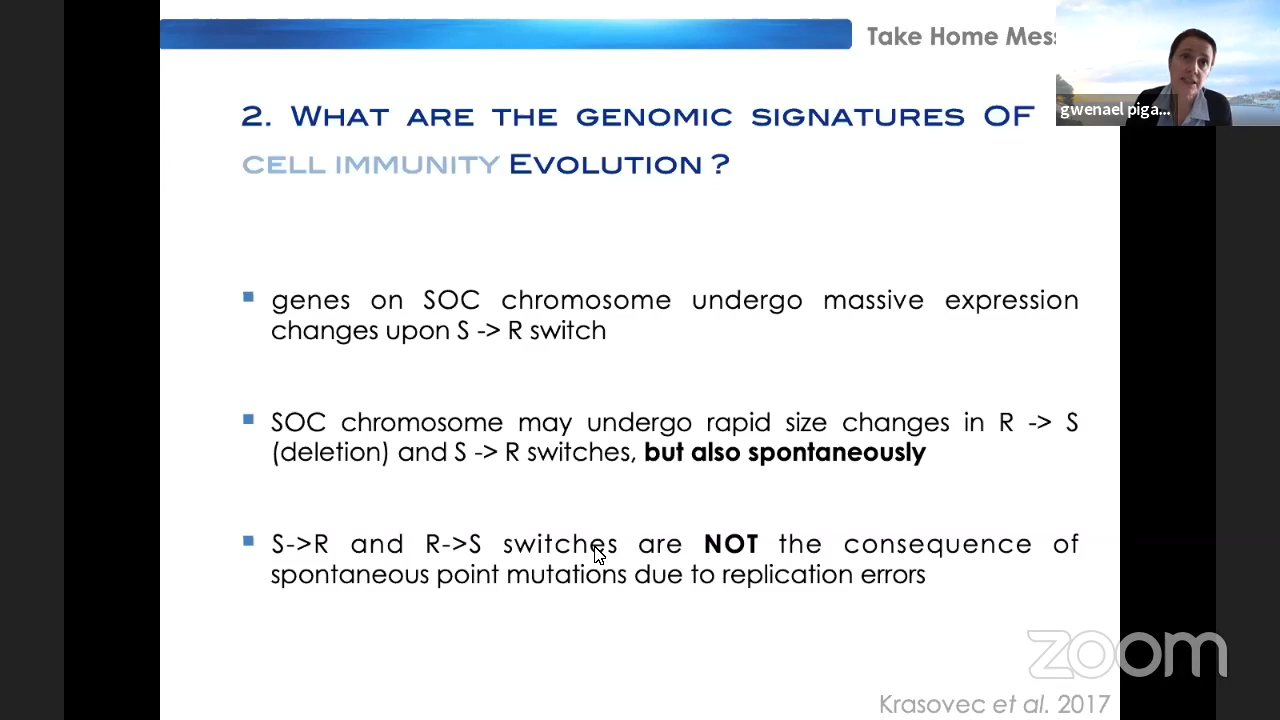 Take Home Mess
gwenael piga...
2. WHAT ARE THE GENOMIC SIGNATURES OF
CELL IMMUNITY EVOLUTION ?
genes on SOC chromosome undergo massive expression
changes upon S -> R switch
SOC chromosome may undergo rapid size changes in R -> S
(deletion) and S -> R switches, but also spontaneously
S->R and R->S switches are NOT the consequence of
spontaneous point mutations due to replication errors
zoom
Krasovec et al. 2017